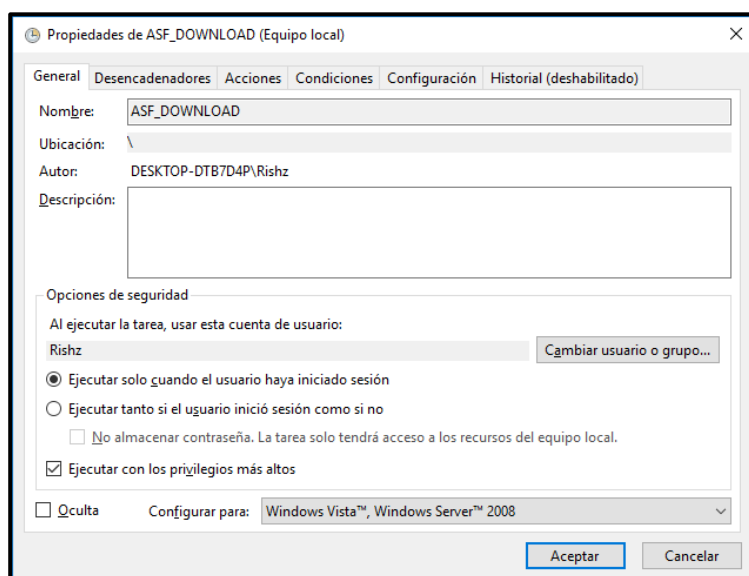 Propiedades de ASF_DOWNLOAD (Equipo local)
General Desencadenadores Acciones Condiciones Configuración Historial (deshabilitado)
Nombre: ASF_DOWNLOAD
Ubicación: \
Autor: DESKTOP-DTB7D4P\Rishz
Descripción:
Opciones de seguridad
Al ejecutar la tarea, usar esta cuenta de usuario:
Rishz Cambiar usuario o grupo...
Ejecutar solo cuando el usuario haya iniciado sesión
Ejecutar tanto si el usuario inició sesión como si no
No almacenar contraseña. La tarea solo tendrá acceso a los recursos del equipo local.
Ejecutar con los privilegios más altos
Oculta Configurar para: Windows Vista™, Windows Server™ 2008
Aceptar Cancelar